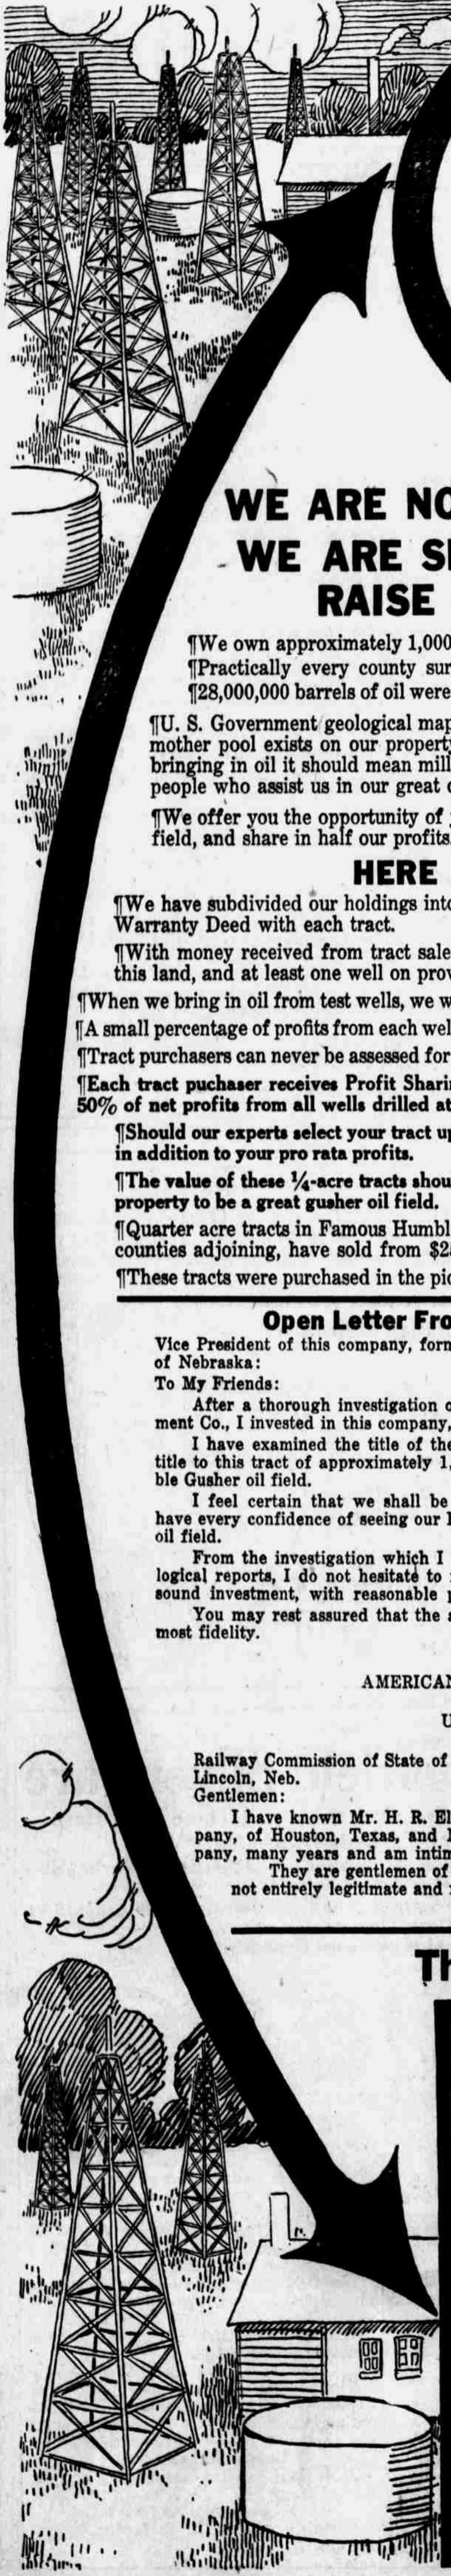 WE ARE NO
WE ARE S
RAISE
¶We own approximately 1,000
¶Practically every county sur
¶28,000,000 barrels of oil were
¶U. S. Government geological map
mother pool exists on our property
bringing in oil it should mean mill
people who assist us in our great
¶We offer you the opportunity of
field, and share in half our profits
HERE
¶We have subdivided our holdings into
Warranty Deed with each tract.
¶With money received from tract sale
this land, and at least one well on prov
¶When we bring in oil from test wells, we w
¶A small percentage of profits from each wel
¶Tract purchasers can never be assessed for
¶Each tract puchaser receives Profit Shari
50% of net profits from all wells drilled at
¶Should our experts select your tract u
in addition to your pro rata profits.
¶The value of these ¼-acre tracts shou
property to be a great gusher oil field.
¶Quarter acre tracts in Famous Humbl
counties adjoining, have sold from $2
¶These tracts were purchased in the pi
Open Letter Fro
Vice President of this company, form
of Nebraska:
To My Friends:
After a thorough investigation
ment Co., I invested in this company,
I have examined the title of the
title to this tract of approximately 1,
ble Gusher oil field.
I feel certain that we shall be
have every confidence of seeing our
oil field.
From the investigation which I
logical reports, I do not hesitate to
sound investment, with reasonable
You may rest assured that the
most fidelity.
AMERICAN
U
Railway Commission of State of
Lincoln, Neb.
Gentlemen:
I have known Mr. H. R. El
pany, of Houston, Texas, and
pany, many years and am intim
They are gentlemen of
not entirely legitimate and
Th